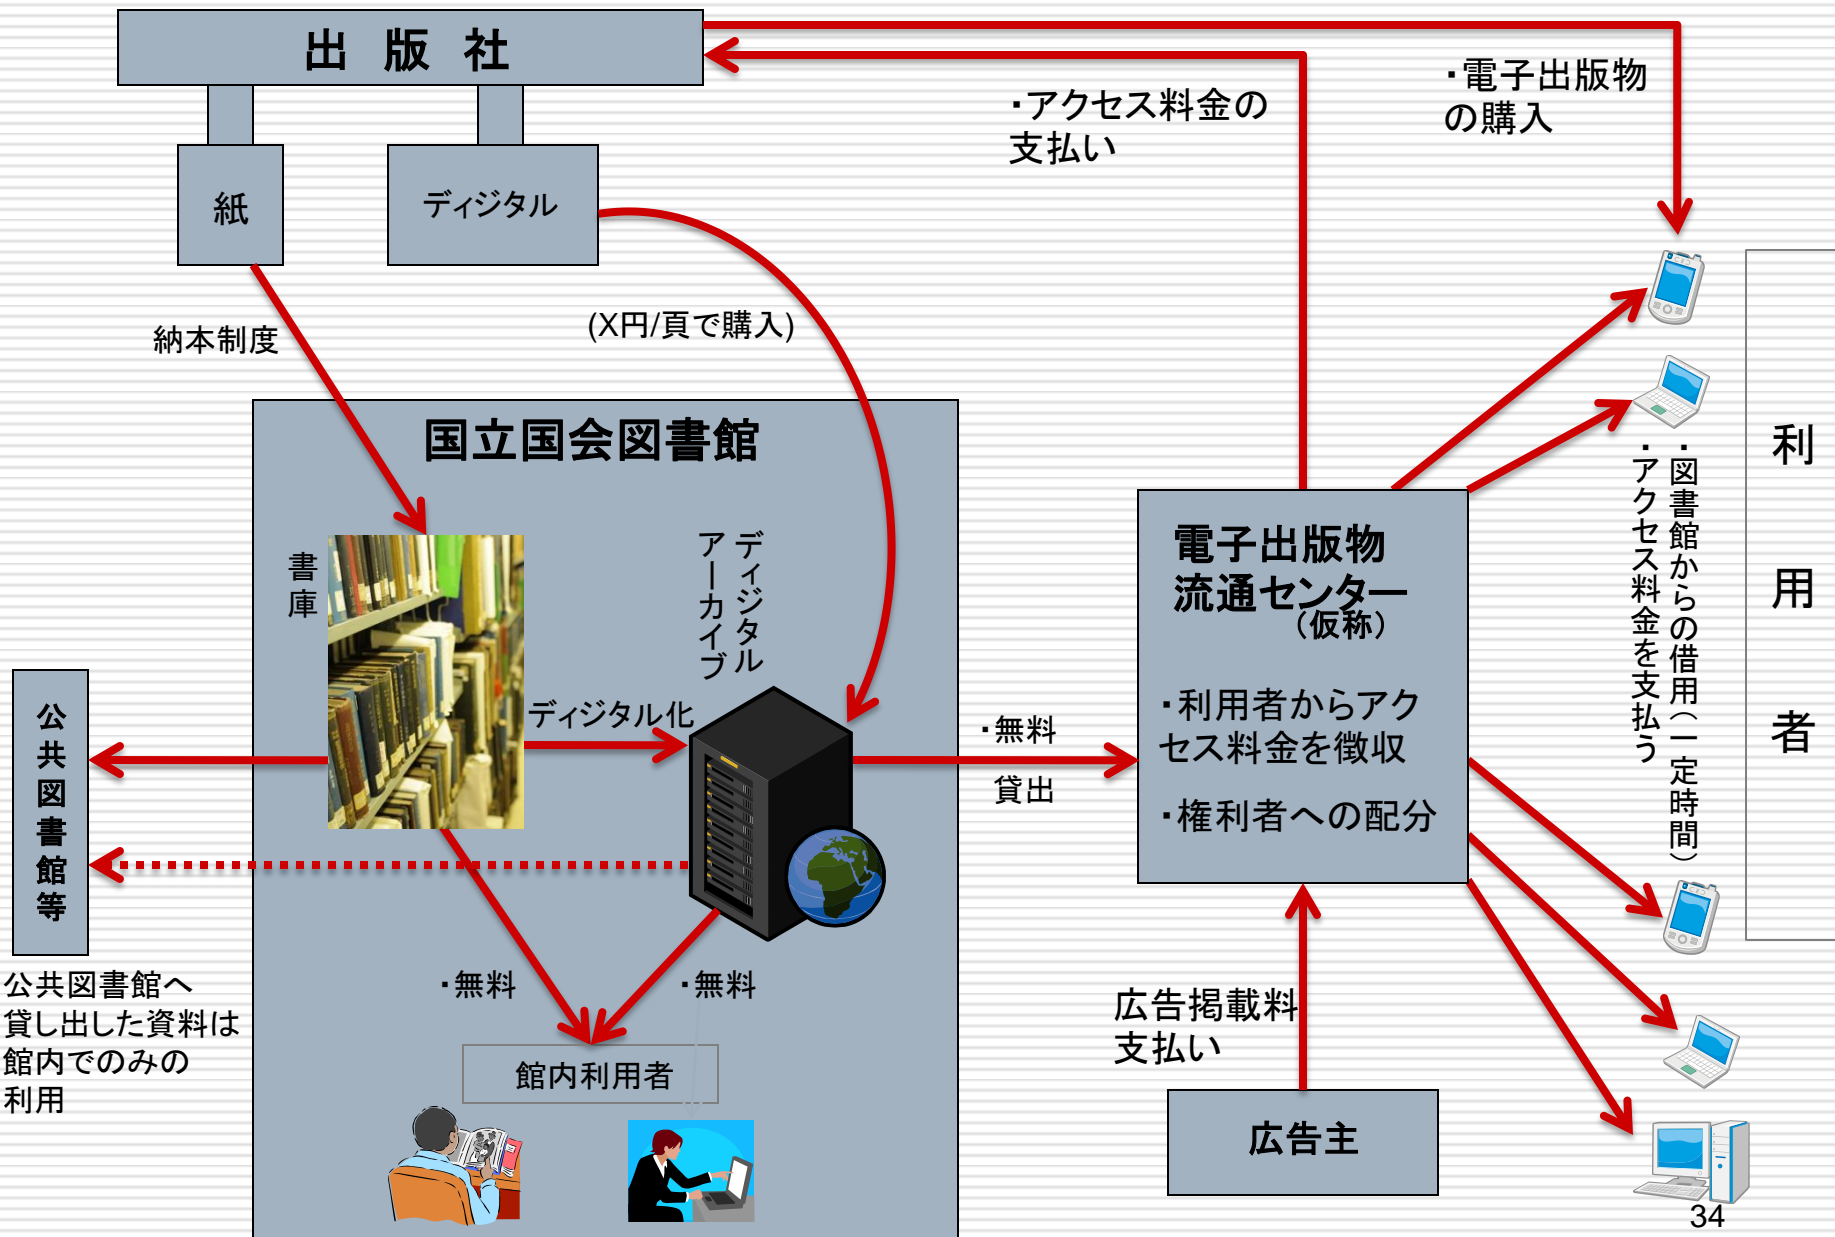 出 版 社
紙
ディジタル
・アクセス料金の
支払い
・電子出版物
の購入
納本制度
(X円/頁で購入)
国立国会図書館
書庫
ディジタル
アーカイブ
ディジタル化
公共図書館等
公共図書館へ
貸し出した資料は
館内でのみの
利用
・無料
・無料
館内利用者
・無料
貸出
電子出版物
流通センター
（仮称）
・利用者からアク
セス料金を徴収
・権利者への配分
広告掲載料
支払い
広告主
・図書館からの借用（一定時間）
・アクセス料金を支払う
利用者
34